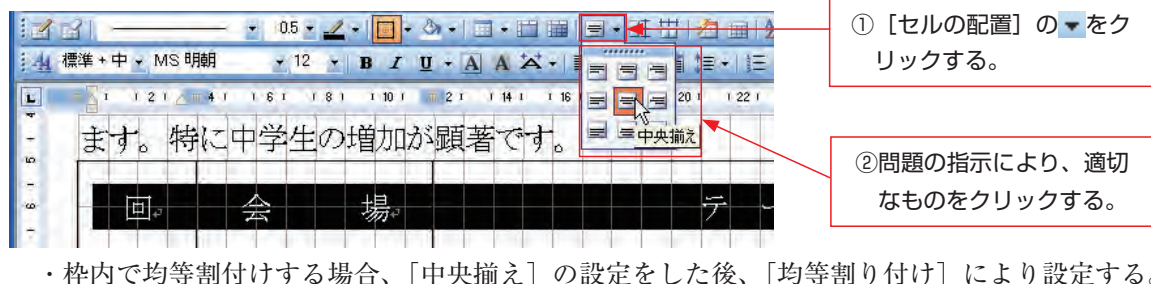 0.5
① [セルの配置] の をク
リックする。
標準 + 中 MS 明朝 12 B I U A A
L 2 4 6 8 10 2 14 16 20 22
中央揃え
ます。特に中学生の増加が顕著です。
②問題の指示により、適切
なものをクリックする。
回 会 場 テ ー
・枠内で均等割付けする場合、[中央揃え] の設定をした後、[均等割り付け] により設定する。